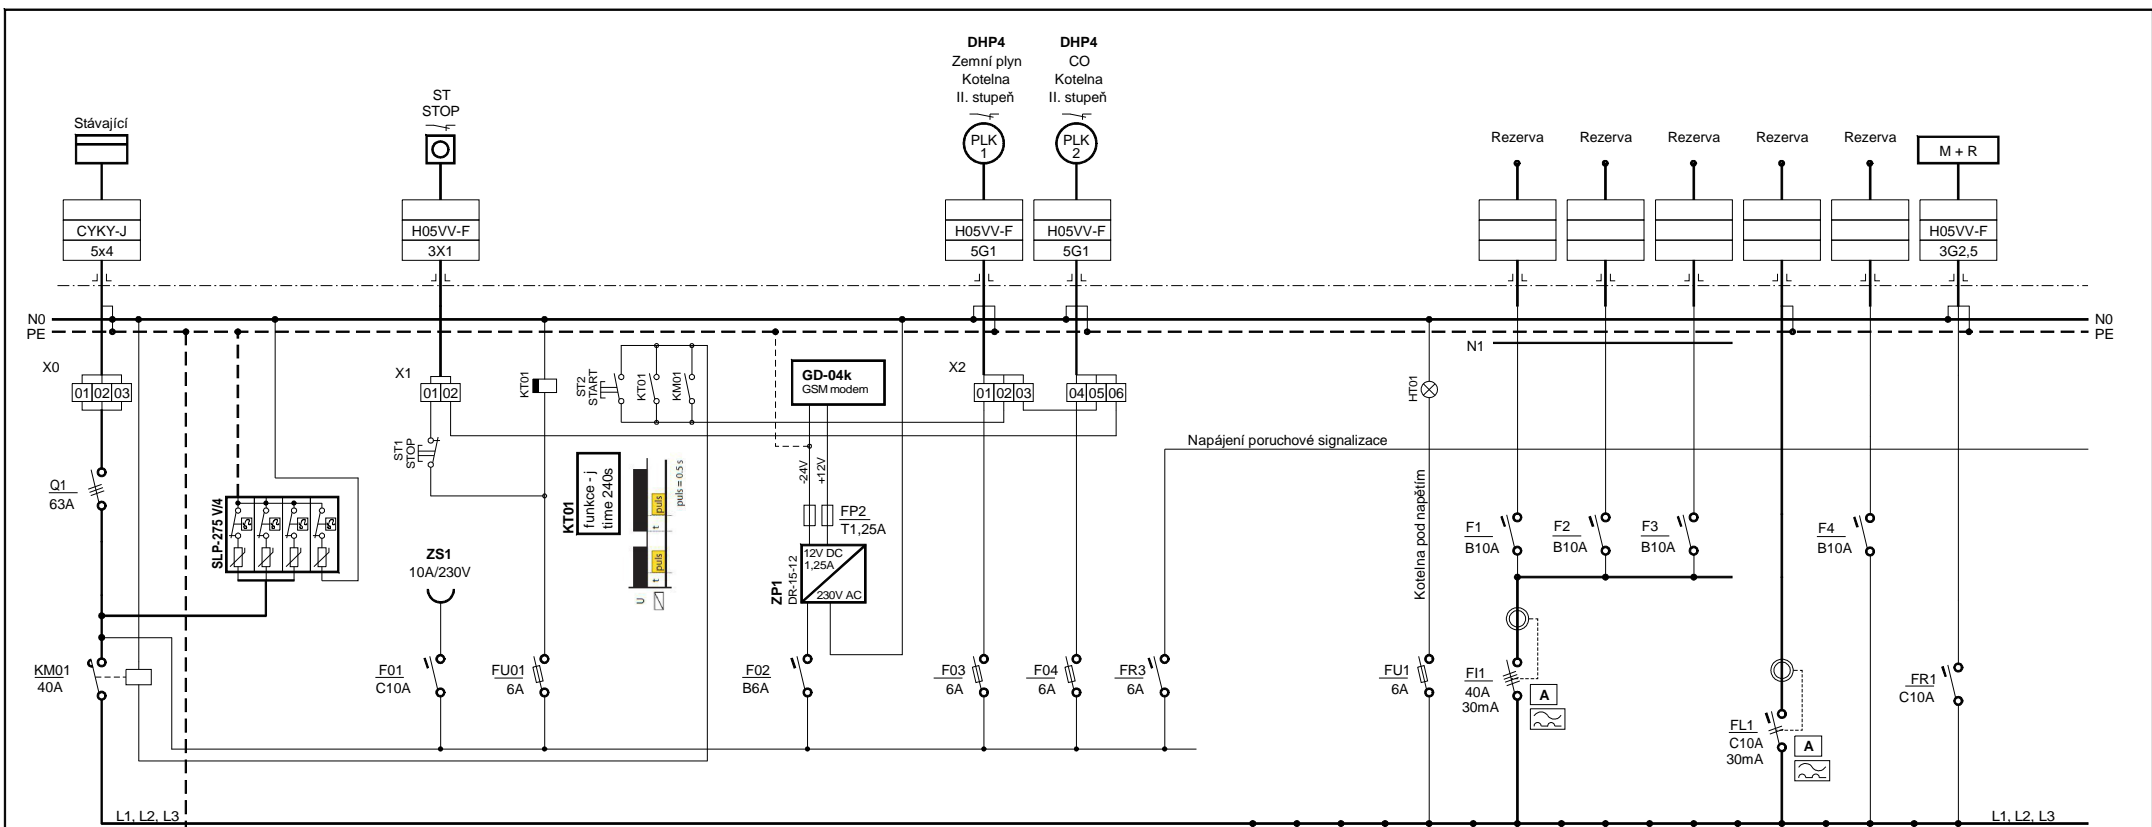 DHP4
Zemní plyn
Kotelna
II. stupeň
DHP4
CO
Kotelna
II. stupeň
ST
STOP
Stávající
PLK
1
PLK
2
Rezerva
Rezerva
Rezerva
Rezerva
Rezerva
M + R
CYKY-J
5x4
H05VV-F
3X1
H05VV-F
5G1
H05VV-F
5G1
H05VV-F
3G2,5
N0
PE
N0
PE
N1
X0
01 02 03
X1
01 02
KT01
ST2
START
KT01
KM01
GD-04k
GSM modem
X2
01 02 03
04 05 06
HT01
ST1
STOP
Napájení poruchové signalizace
-24V
+12V
Q1
63A
SLP-275 V/4
KT01
funkce - j
time 240s
U
t
puls
t
puls
puls = 0.5 s
FP2
T1,25A
ZP1
DR-15-12
12V DC
1,25A
230V AC
ZS1
10A/230V
Kotelna pod napětím
F1
B10A
F2
B10A
F3
B10A
F4
B10A
KM01
40A
F01
C10A
FU01
6A
F02
B6A
F03
6A
F04
6A
FR3
6A
FU1
6A
FI1
40A
30mA
A
FL1
C10A
30mA
A
FR1
C10A
L1, L2, L3
L1, L2, L3